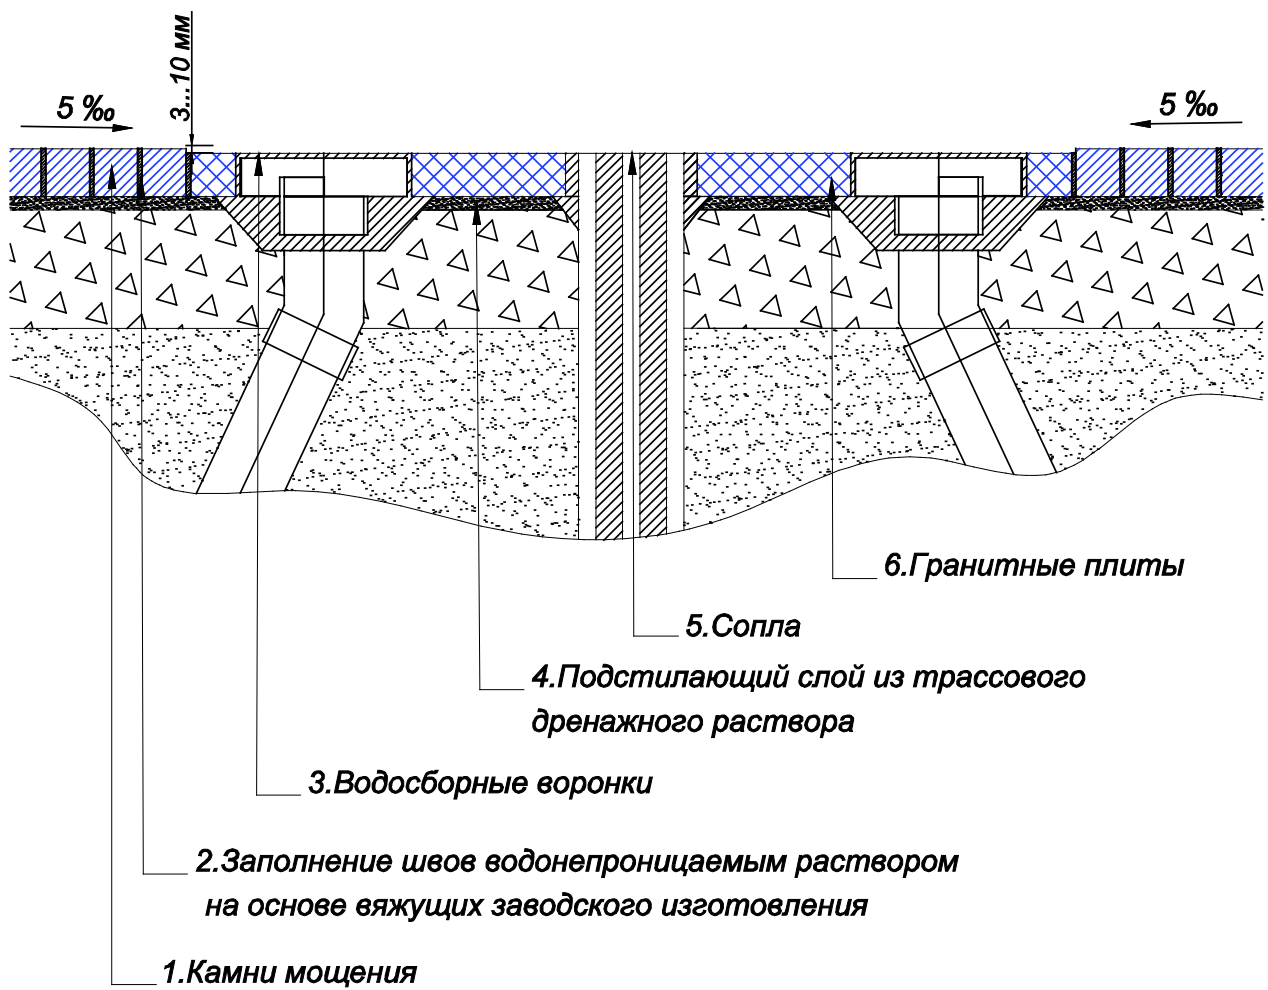 3...10 мм
5 ‰
5 ‰
6.Гранитные плиты
5.Сопла
4.Подстилающий слой из трассового
дренажного раствора
3.Водосборные воронки
2.Заполнение швов водонепроницаемым раствором
на основе вяжущих заводского изготовления
1.Камни мощения